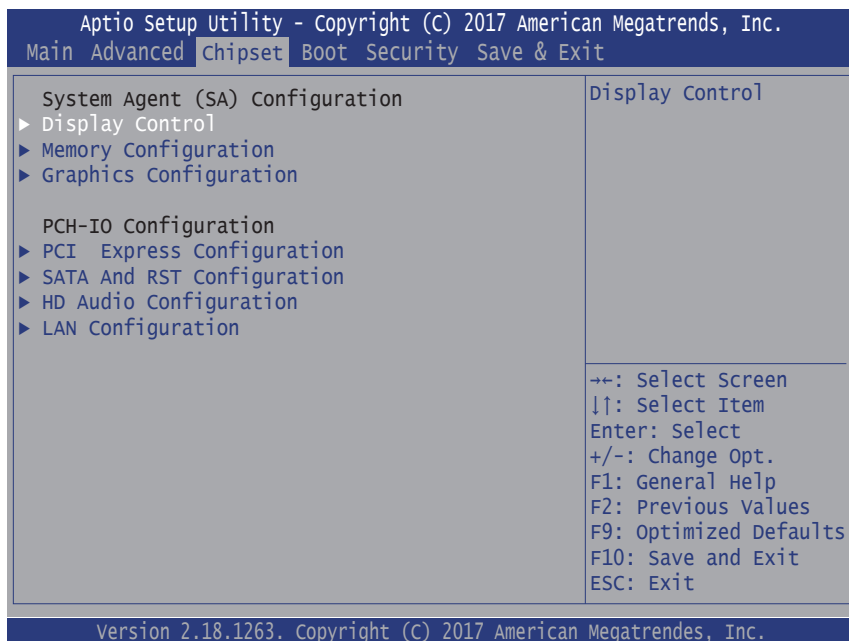 Aptio Setup Utility - Copyright (C) 2017 American Megatrends, Inc.
Main Advanced Chipset Boot Security Save & Exit
System Agent (SA) Configuration
▶ Display Control
▶ Memory Configuration
▶ Graphics Configuration
PCH-IO Configuration
▶ PCI Express Configuration
▶ SATA And RST Configuration
▶ HD Audio Configuration
▶ LAN Configuration
Display Control
→←: Select Screen
↓↑: Select Item
Enter: Select
+/-: Change Opt.
F1: General Help
F2: Previous Values
F9: Optimized Defaults
F10: Save and Exit
ESC: Exit
Version 2.18.1263. Copyright (C) 2017 American Megatrendes, Inc.